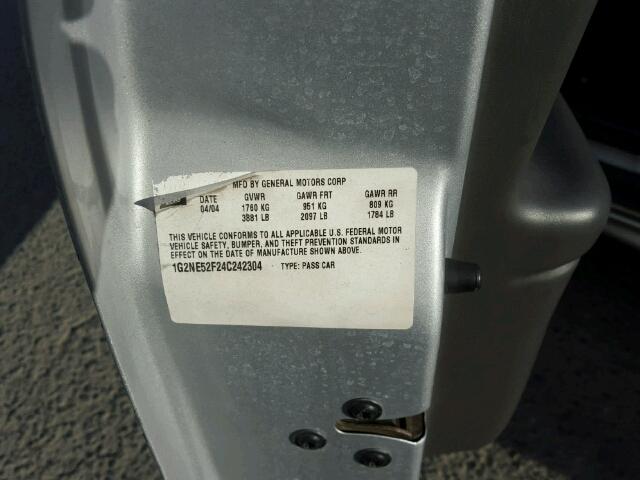 MFD BY GENERAL MOTORS CORP
DATE GVWR GAWR FRT GAWR RR
04/04 1760 KG 951 KG 809 KG
3881 LB 2097 LB 1784 LB
THIS VEHICLE CONFORMS TO ALL APPLICABLE U.S. FEDERAL MOTOR
VEHICLE SAFETY, BUMPER, AND THEFT PREVENTION STANDARDS IN
EFFECT ON THE DATE OF MANUFACTURE SHOWN ABOVE.
1G2NE52F24C242304 TYPE: PASS CAR